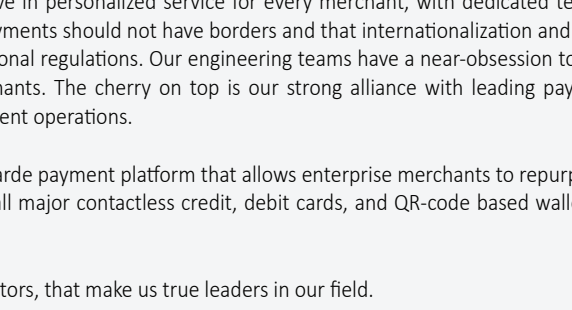 ve in personalized service for every merchant, with dedicated te
yments should not have borders and that internationalization and
onal regulations. Our engineering teams have a near-obsession to
nants. The cherry on top is our strong alliance with leading pay
ent operations.
arde payment platform that allows enterprise merchants to repurp
ll major contactless credit, debit cards, and QR-code based wall
tors, that make us true leaders in our field.